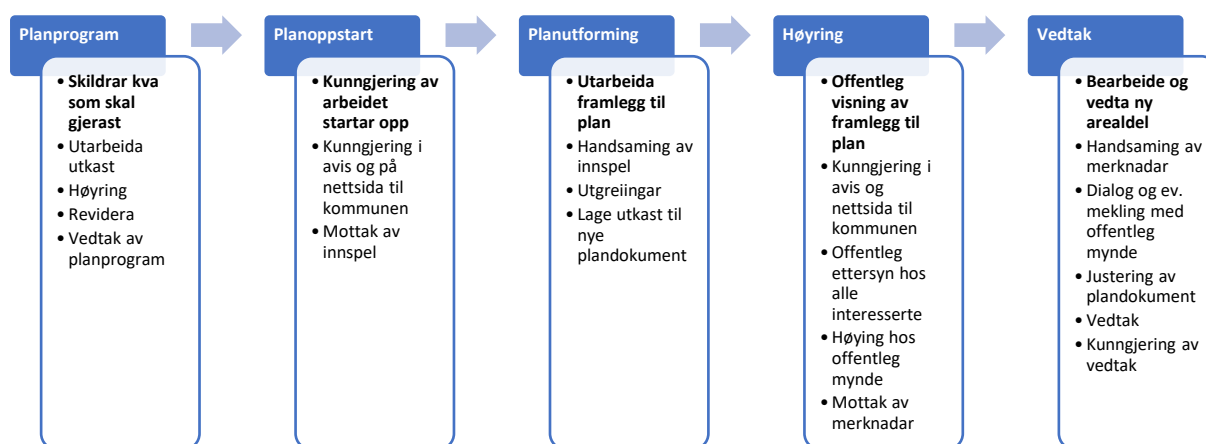 Planprogram
• Skildrar kva
som skal
gjerast
• Utarbeida
utkast
• Høyring
• Revidera
• Vedtak av
planprogram
Planoppstart
• Kunngjering av
arbeidet
startar opp
• Kunngjering i
avis og på
nettsida til
kommunen
• Mottak av
innspel
Planutforming
• Utarbeida
framlegg til
plan
• Handsaming av
innspel
• Utgreiingar
• Lage utkast til
nye
plandokument
Høyring
• Offentleg
visning av
framlegg til
plan
• Kunngjering i
avis og
nettsida til
kommunen
• Offentleg
ettersyn hos
alle
interesserte
• Høying hos
offentleg
mynde
• Mottak av
merknadar
Vedtak
• Bearbeide og
vedta ny
arealdel
• Handsaming av
merknadar
• Dialog og ev.
mekling med
offentleg
mynde
• Justering av
plandokument
• Vedtak
• Kunngjering av
vedtak